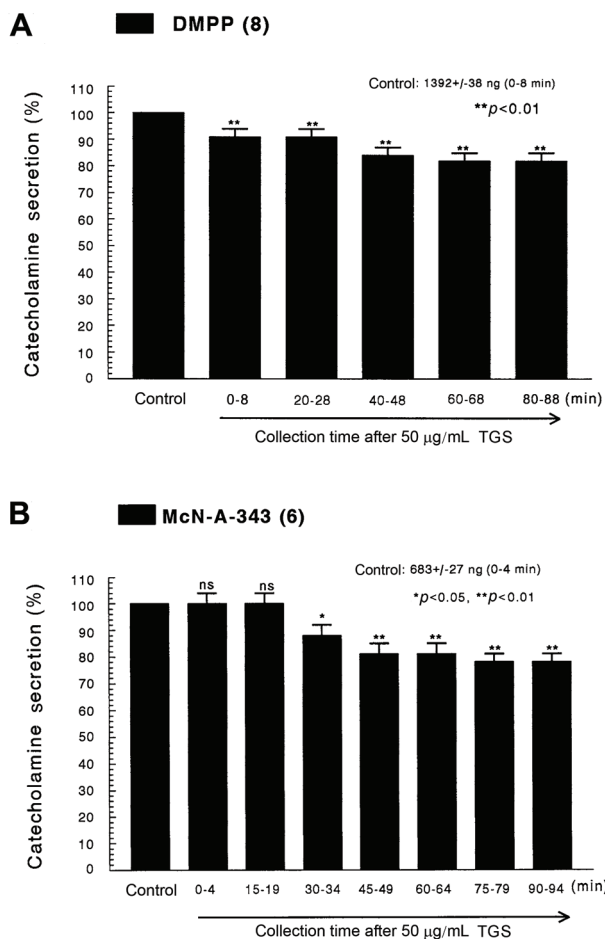 A
DMPP (8)
Control: 1392+/-38 ng (0-8 min)
**p<0.01
Catecholamine secretion (%)
110
100
90
80
70
60
50
40
30
20
10
0
** ** ** ** **
Control 0-8 20-28 40-48 60-68 80-88 (min)
Collection time after 50 μg/mL TGS
B
McN-A-343 (6)
Control: 683+/-27 ng (0-4 min)
*p<0.05, **p<0.01
Catecholamine secretion (%)
110
100
90
80
70
60
50
40
30
20
10
0
ns ns * ** ** ** **
Control 0-4 15-19 30-34 45-49 60-64 75-79 90-94 (min)
Collection time after 50 μg/mL TGS